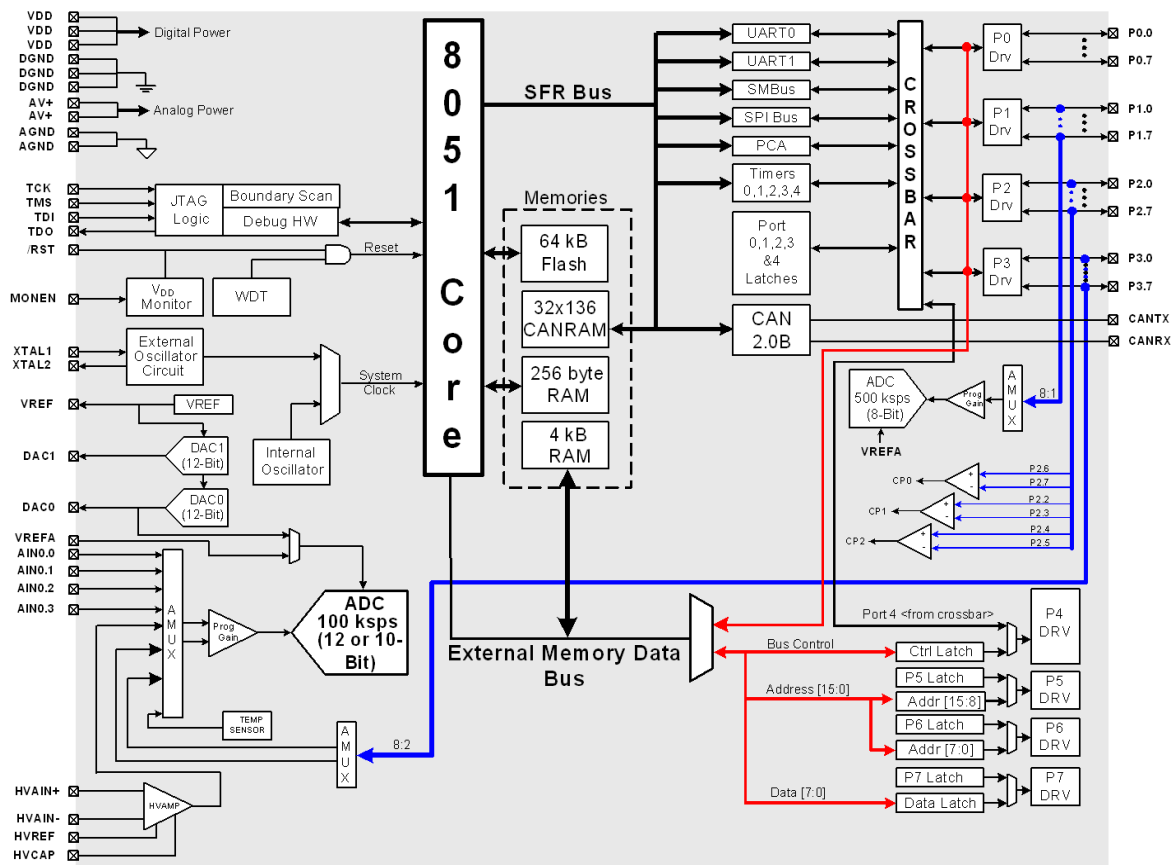 VDD
VDD
VDD
Digital Power
DGND
DGND
DGND
AV+
AV+
Analog Power
AGND
AGND
TCK
TMS
TDI
TDO
JTAG
Logic
Boundary Scan
Debug HW
/RST
Reset
MONEN
VDD
Monitor
WDT
XTAL1
XTAL2
External
Oscillator
Circuit
System
Clock
Internal
Oscillator
VREF
VREF
DAC1
DAC1
(12-Bit)
DAC0
DAC0
(12-Bit)
VREFA
AIN0.0
AIN0.1
AIN0.2
AIN0.3
AMUX
Prog
Gain
ADC
100 ksps
(12 or 10-
Bit)
TEMP
SENSOR
AMUX
8:2
HVAIN+
HVAIN-
HVREF
HVCAP
HVAMP
8051 Core
SFR Bus
Memories
64 kB
Flash
32x136
CANRAM
256 byte
RAM
4 kB
RAM
External Memory Data
Bus
UART0
UART1
SMBus
SPI Bus
PCA
Timers
0,1,2,3,4
Port
0,1,2,3
&4
Latches
CAN
2.0B
CROSSBAR
P0
Drv
P1
Drv
P2
Drv
P3
Drv
P0.0
P0.7
P1.0
P1.7
P2.0
P2.7
P3.0
P3.7
CANTX
CANRX
ADC
500 ksps
(8-Bit)
VREFA
Prog
Gain
AMUX
8:1
CP0
+
-
P2.6
P2.7
CP1
+
-
P2.2
P2.3
CP2
+
-
P2.4
P2.5
Port 4 <from crossbar>
Bus Control
Ctrl Latch
P4
DRV
Address [15:0]
P5 Latch
Addr [15:8]
P5
DRV
P6 Latch
Addr [7:0]
P6
DRV
Data [7:0]
P7 Latch
Data Latch
P7
DRV